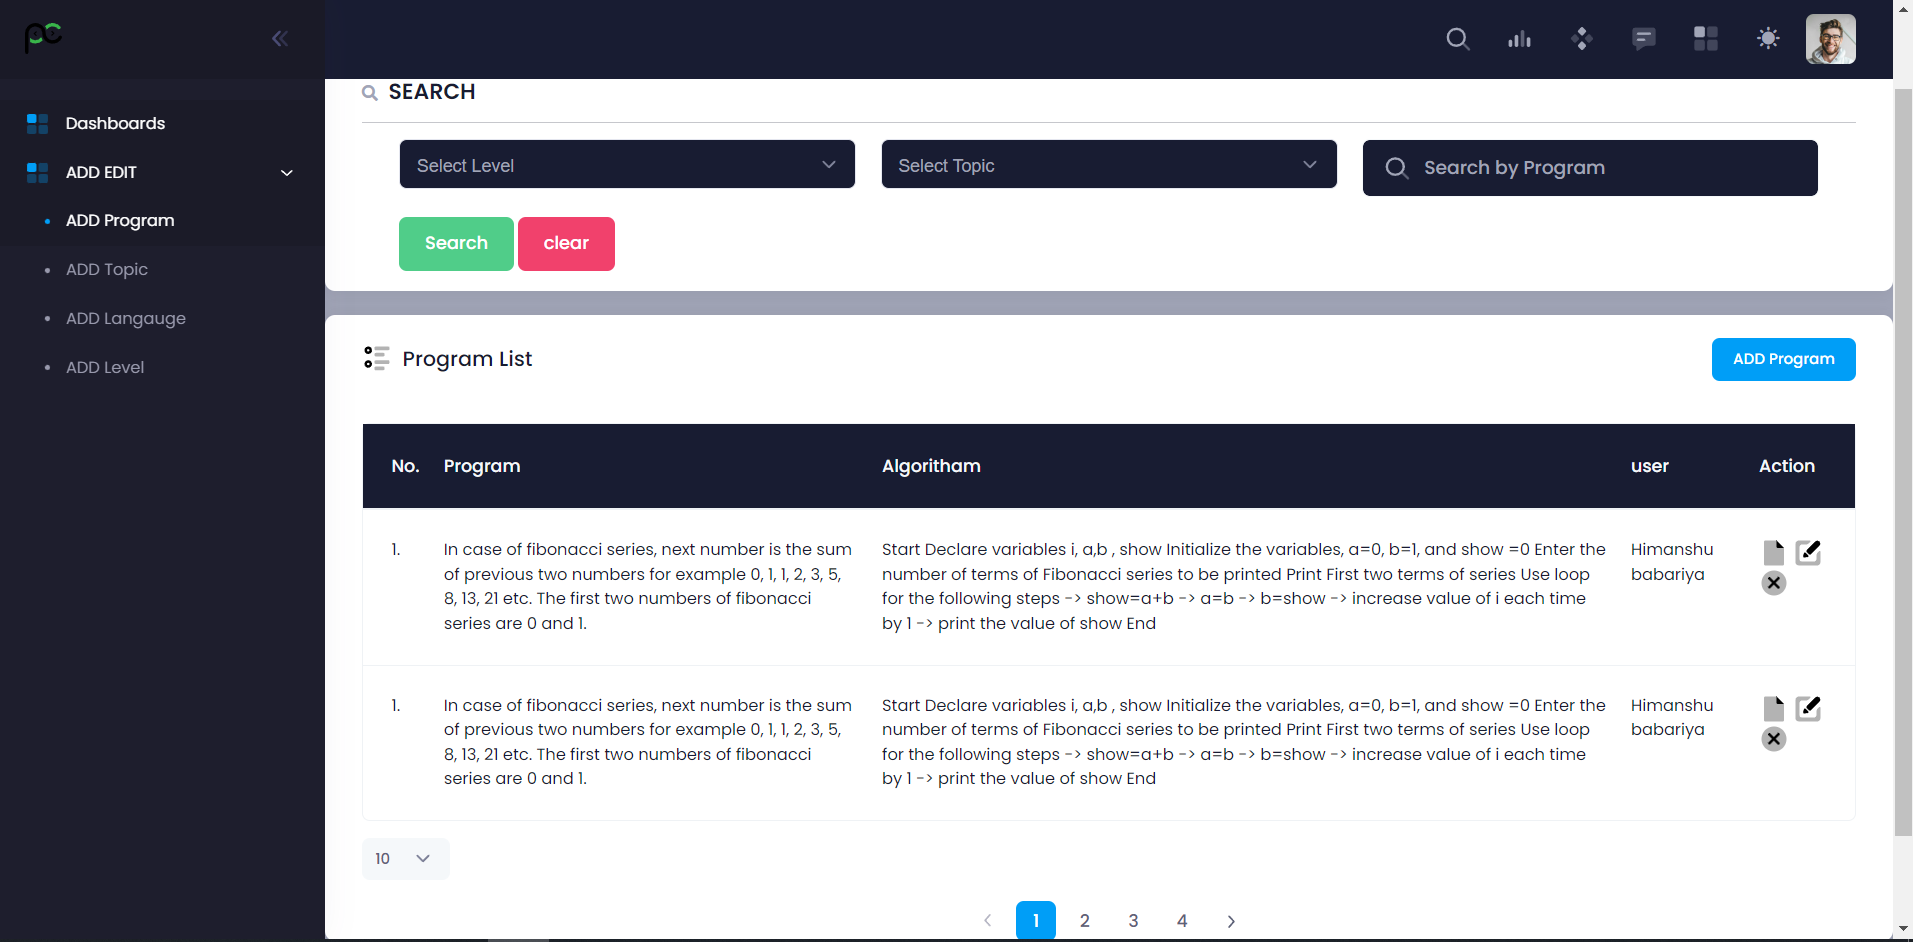 pc
Dashboards
ADD EDIT
ADD Program
ADD Topic
ADD Langauge
ADD Level
SEARCH
Select Level
Select Topic
Search by Program
Search
clear
Program List
ADD Program
No. Program Algoritham user Action
1.
In case of fibonacci series, next number is the sum
of previous two numbers for example 0, 1, 1, 2, 3, 5,
8, 13, 21 etc. The first two numbers of fibonacci
series are 0 and 1.
Start Declare variables i, a,b , show Initialize the variables, a=0, b=1, and show =0 Enter the
number of terms of Fibonacci series to be printed Print First two terms of series Use loop
for the following steps -> show=a+b -> a=b -> b=show -> increase value of i each time
by 1 -> print the value of show End
Himanshu
babariya
1.
In case of fibonacci series, next number is the sum
of previous two numbers for example 0, 1, 1, 2, 3, 5,
8, 13, 21 etc. The first two numbers of fibonacci
series are 0 and 1.
Start Declare variables i, a,b , show Initialize the variables, a=0, b=1, and show =0 Enter the
number of terms of Fibonacci series to be printed Print First two terms of series Use loop
for the following steps -> show=a+b -> a=b -> b=show -> increase value of i each time
by 1 -> print the value of show End
Himanshu
babariya
10
1 2 3 4